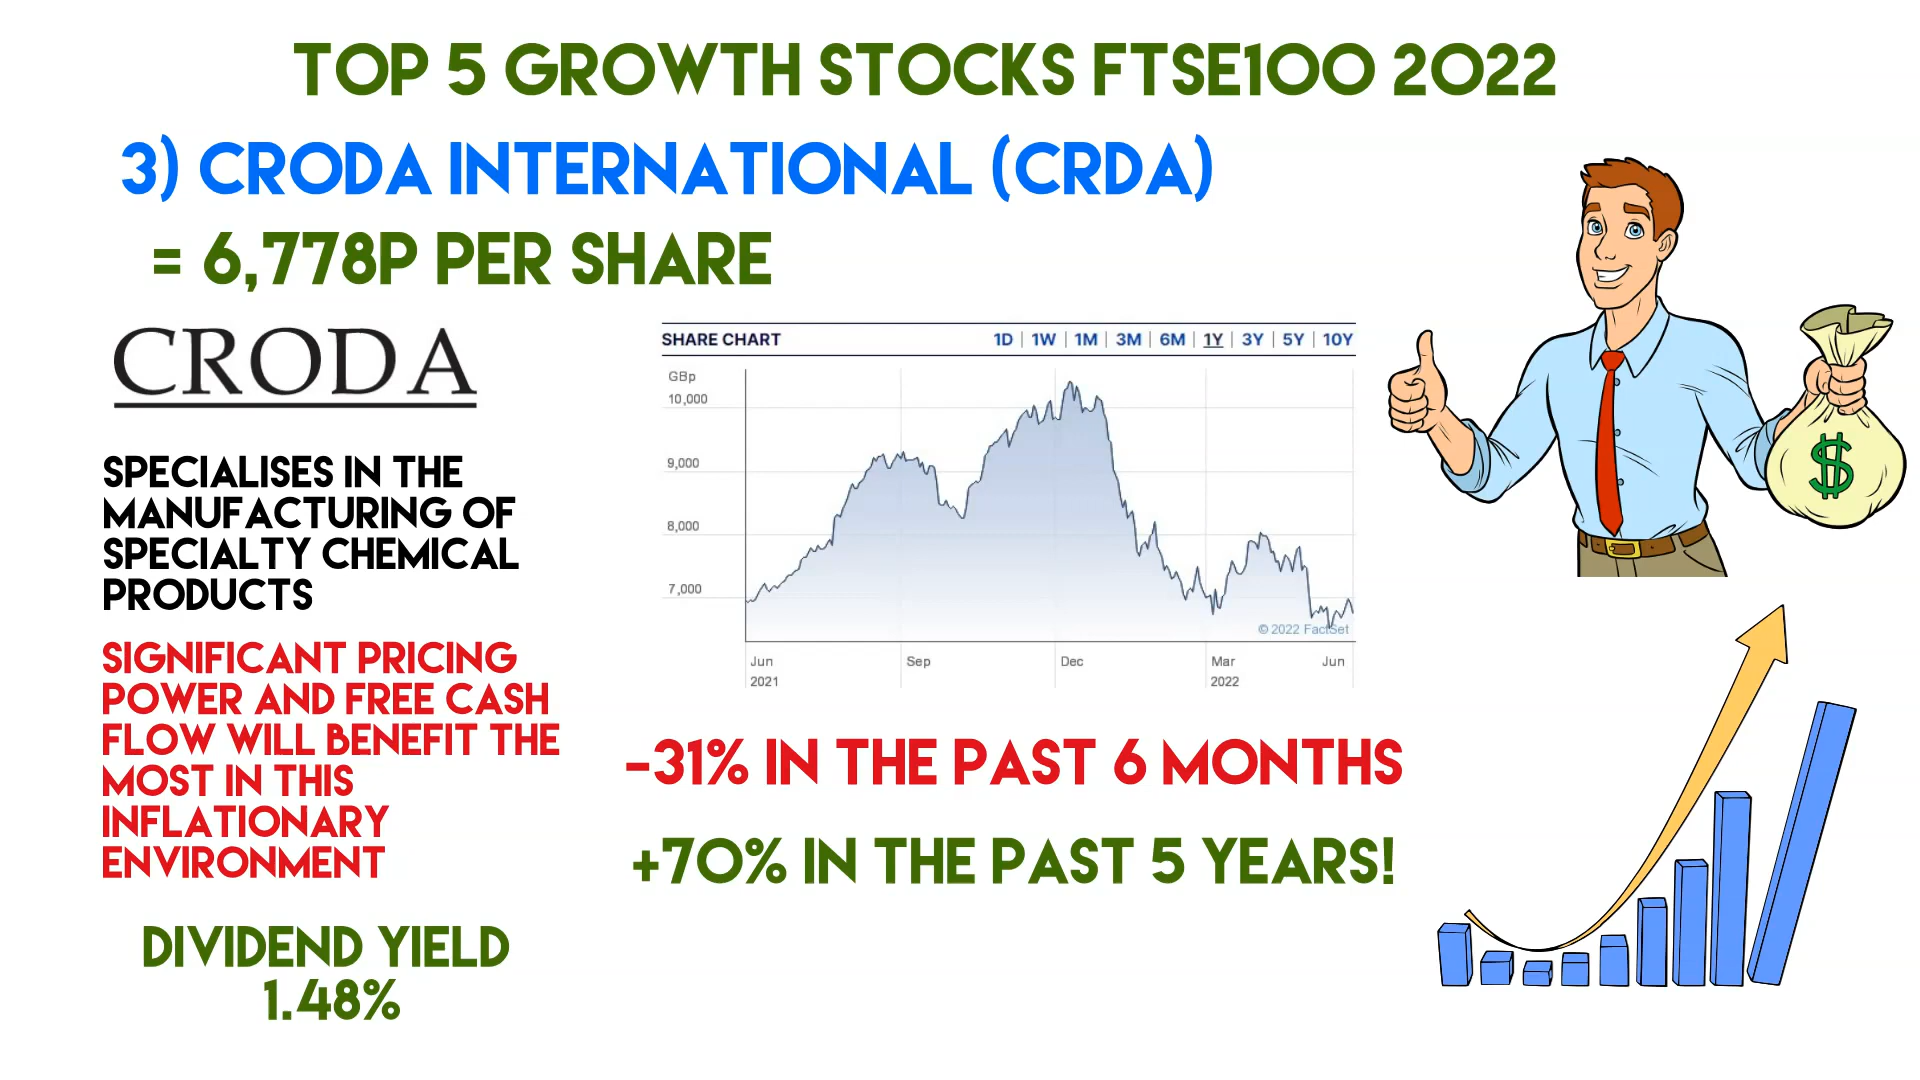 TOP 5 GROWTH STOCKS FTSE100 2022
3) CRODA INTERNATIONAL (CRDA)
= 6,778P PER SHARE
CRODA
SPECIALISES IN THE
MANUFACTURING OF
SPECIALTY CHEMICAL
PRODUCTS
SIGNIFICANT PRICING
POWER AND FREE CASH
FLOW WILL BENEFIT THE
MOST IN THIS
INFLATIONARY
ENVIRONMENT
DIVIDEND YIELD
1.48%
SHARE CHART 1D | 1W | 1M | 3M | 6M | 1Y | 3Y | 5Y | 10Y
GBp
10,000
9,000
8,000
7,000
© 2022 FactSet
Jun Sep Dec Mar Jun
2021 2022
-31% IN THE PAST 6 MONTHS
+70% IN THE PAST 5 YEARS!
$